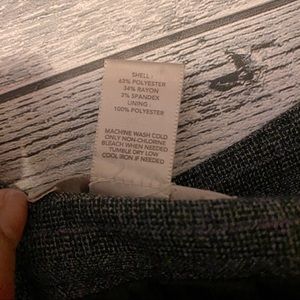 SHELL:
63% POLYESTER
34% RAYON
3% SPANDEX
LINING:
100% POLYESTER
MACHINE WASH COLD
ONLY NON-CHLORINE
BLEACH WHEN NEEDED
TUMBLE DRY LOW
COOL IRON IF NEEDED